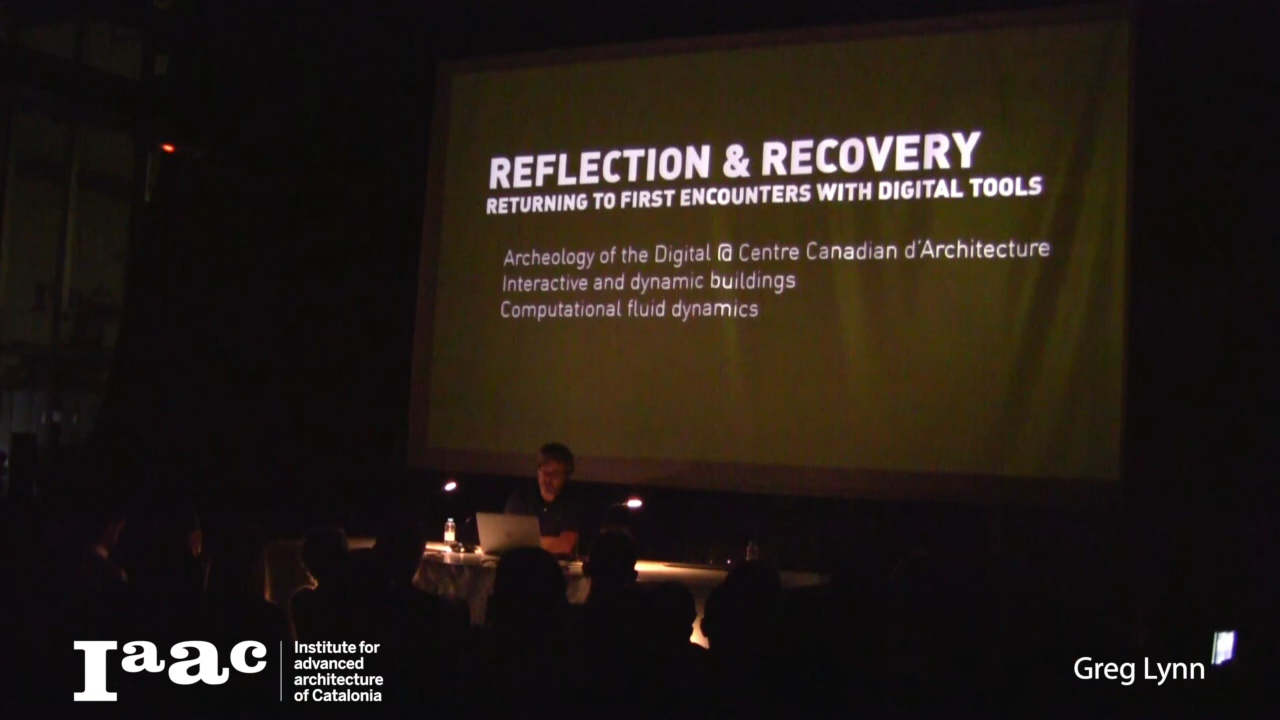 REFLECTION & RECOVERY
RETURNING TO FIRST ENCOUNTERS WITH DIGITAL TOOLS
Archeology of the Digital @ Centre Canadian d'Architecture
Interactive and dynamic buildings
Computational fluid dynamics
Iaac
Institute for
advanced
architecture
of Catalonia
Greg Lynn